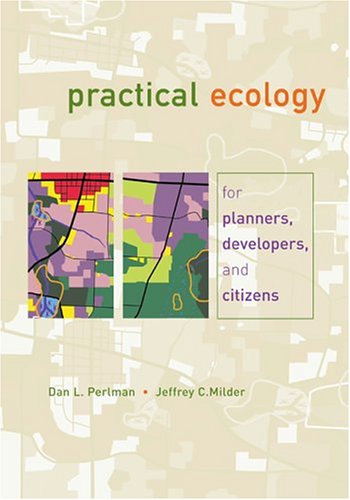 practical ecology
for
planners,
developers,
and
citizens
Dan L. Perlman • Jeffrey C.Milder